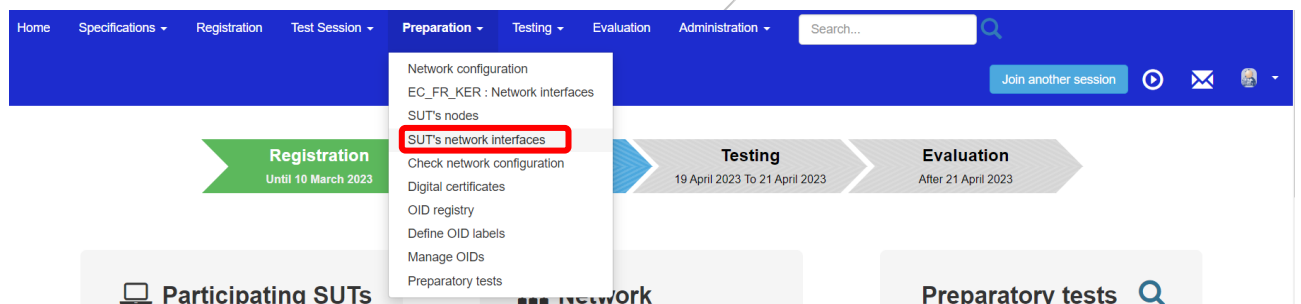 Home Specifications Registration Test Session Preparation Testing Evaluation Administration Search...
Join another session
Network configuration
EC_FR_KER : Network interfaces
SUT's nodes
SUT's network interfaces
Check network configuration
Digital certificates
OID registry
Define OID labels
Manage OIDs
Preparatory tests
Registration
Until 10 March 2023
Testing
19 April 2023 To 21 April 2023
Evaluation
After 21 April 2023
Participating SUTs
Network
Preparatory tests